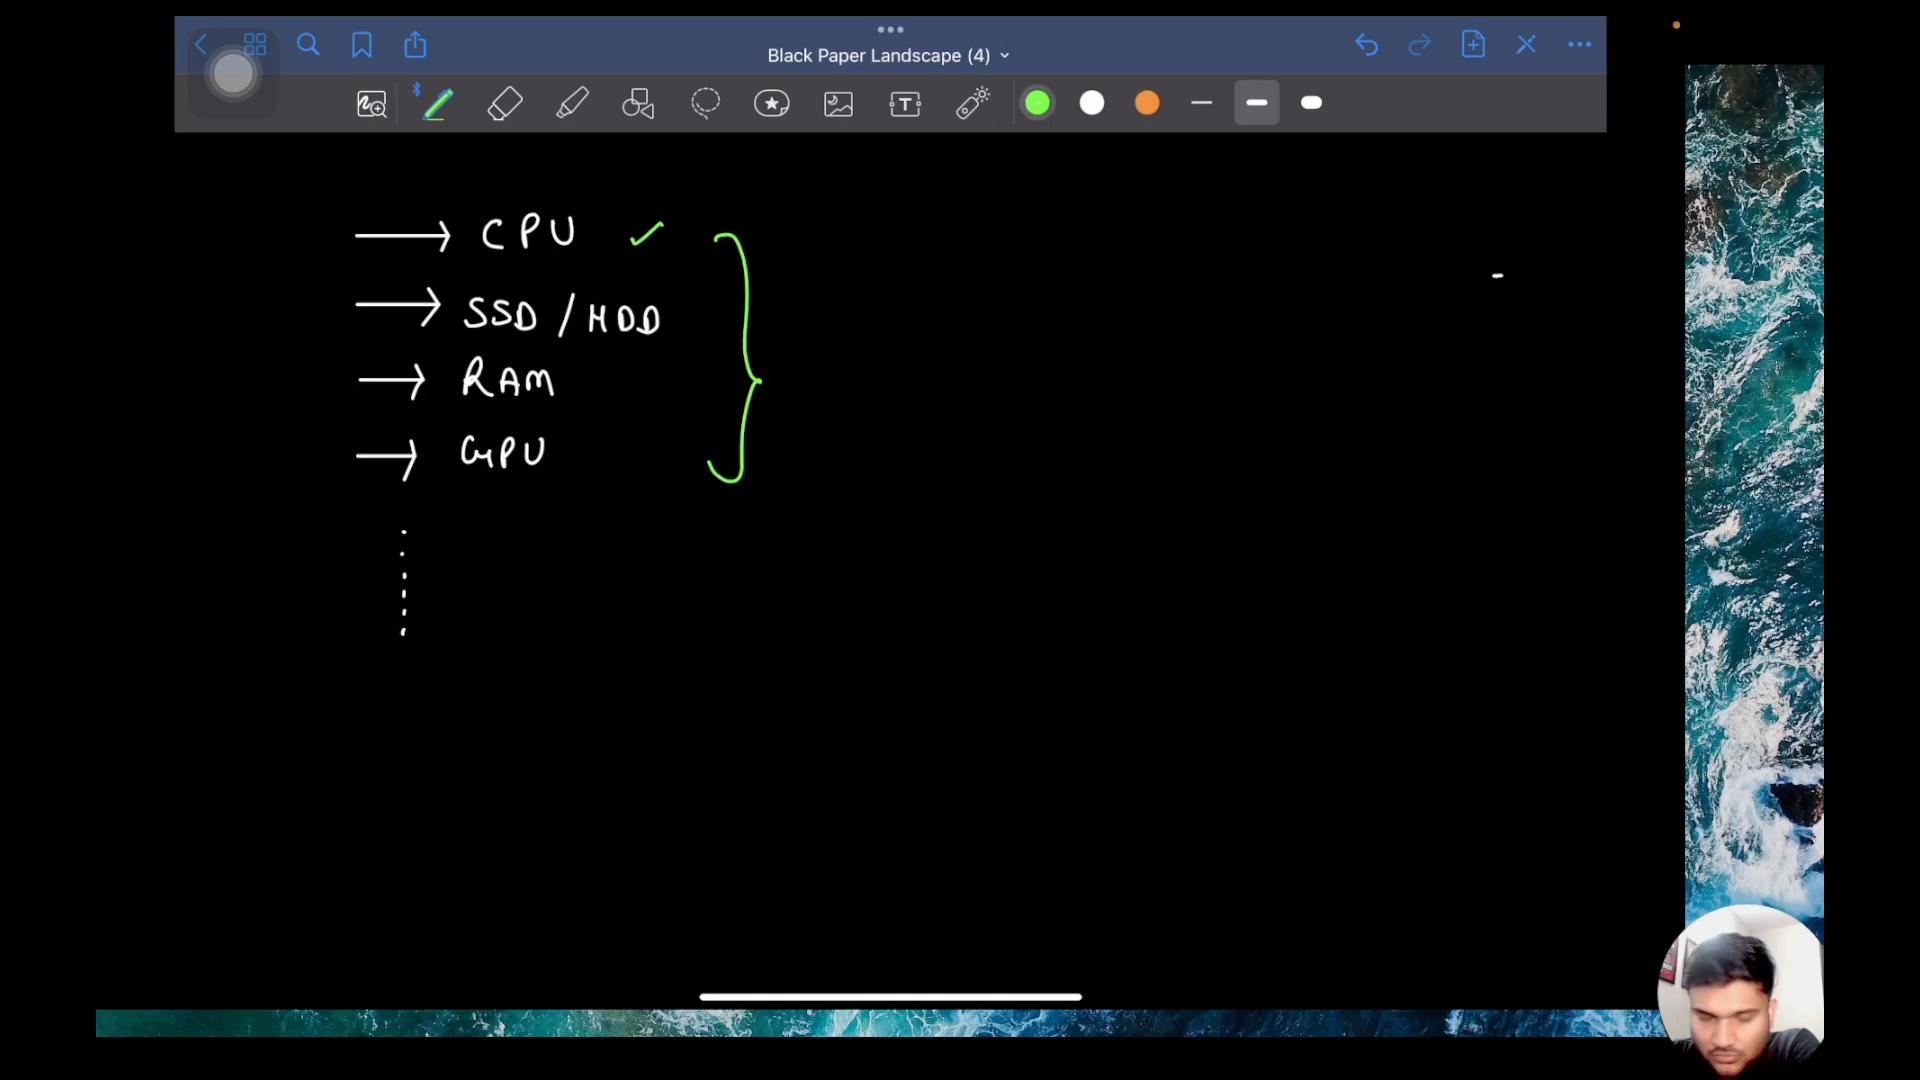 Black Paper Landscape (4)
→ CPU ✓
→ SSD / HDD
→ RAM
→ GPU